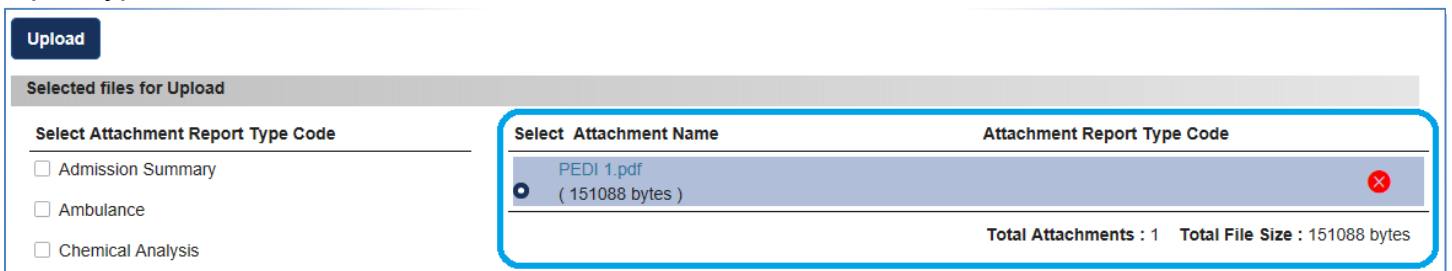 Upload
Selected files for Upload
Select Attachment Report Type Code
Admission Summary
Ambulance
Chemical Analysis
Select Attachment Name Attachment Report Type Code
PEDI 1.pdf
( 151088 bytes )
Total Attachments : 1 Total File Size : 151088 bytes